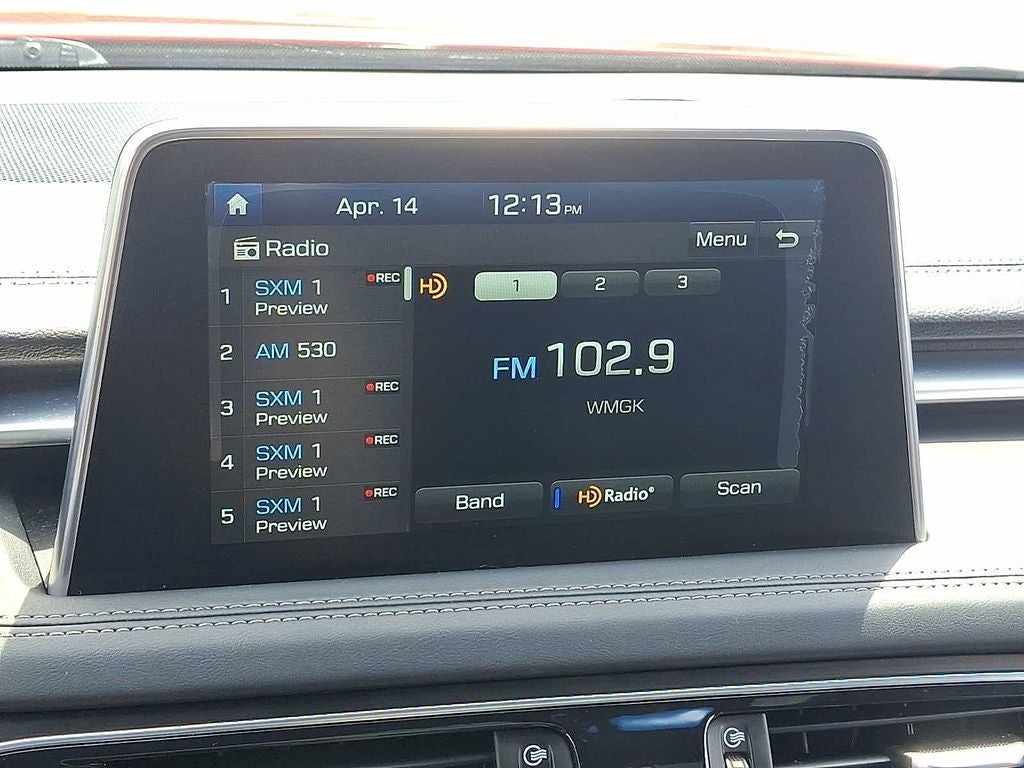 Apr. 14 12:13 PM
Radio Menu
1 SXM 1 REC
Preview
2 AM 530
3 SXM 1 REC
Preview
4 SXM 1 REC
Preview
5 SXM 1 REC
Preview
HD 1 2 3
FM 102.9
WMGK
Band HD Radio® Scan